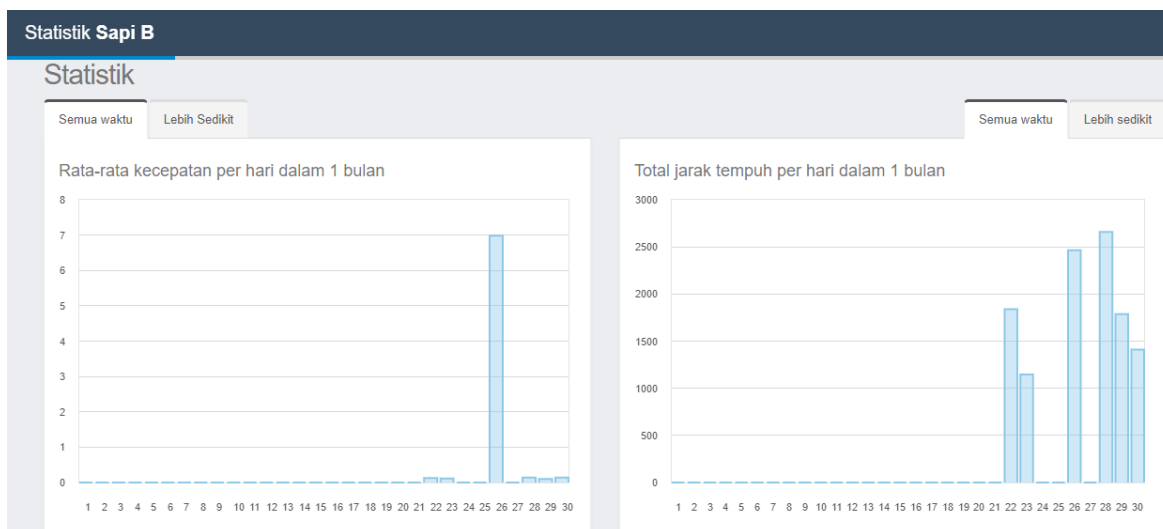 Statistik Sapi B
Statistik
Semua waktu Lebih Sedikit
Semua waktu Lebih sedikit
Rata-rata kecepatan per hari dalam 1 bulan
8
7
6
5
4
3
2
1
0
1 2 3 4 5 6 7 8 9 10 11 12 13 14 15 16 17 18 19 20 21 22 23 24 25 26 27 28 29 30
Total jarak tempuh per hari dalam 1 bulan
3000
2500
2000
1500
1000
500
0
1 2 3 4 5 6 7 8 9 10 11 12 13 14 15 16 17 18 19 20 21 22 23 24 25 26 27 28 29 30